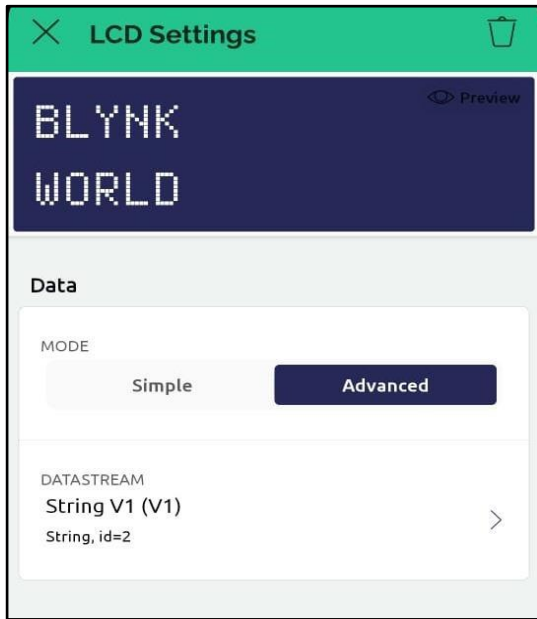 LCD Settings
Preview
BLYNK
WORLD
Data
MODE
Simple Advanced
DATASTREAM
String V1 (V1)
String, id=2